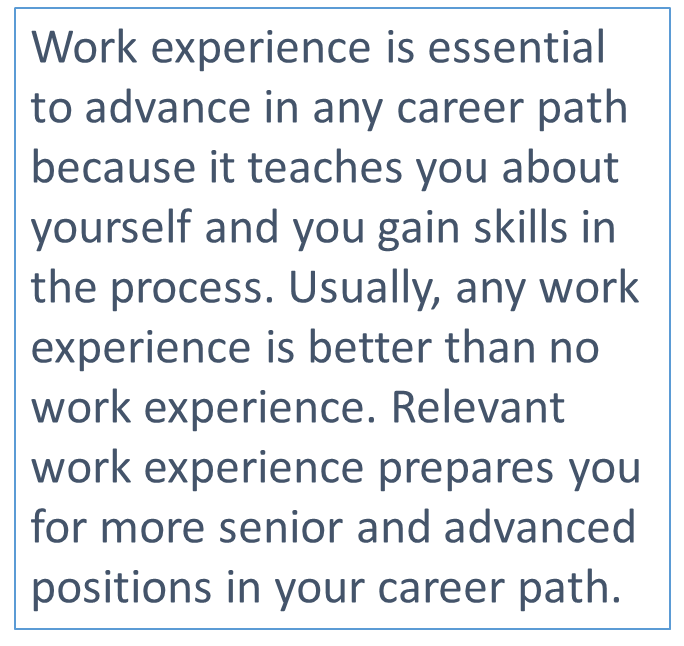 Work experience is essential
to advance in any career path
because it teaches you about
yourself and you gain skills in
the process. Usually, any work
experience is better than no
work experience. Relevant
work experience prepares you
for more senior and advanced
positions in your career path.